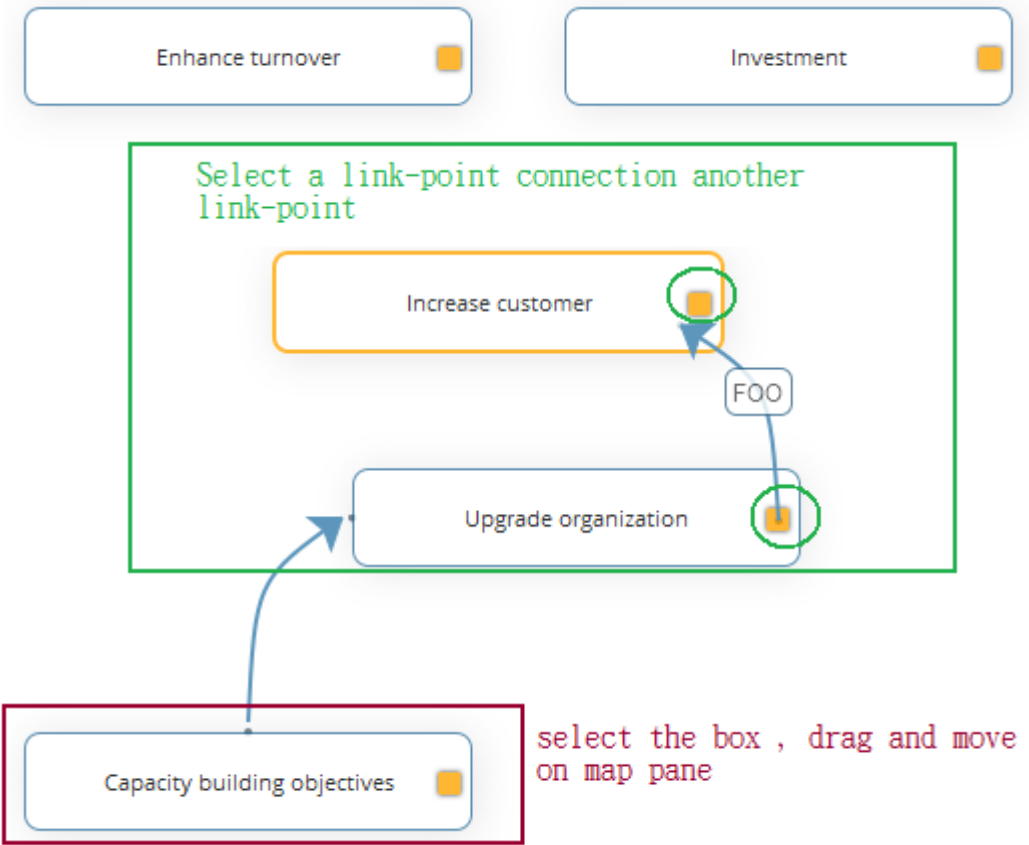 Enhance turnover
Investment
Select a link-point connection another
link-point
Increase customer
FOO
Upgrade organization
select the box , drag and move
on map pane
Capacity building objectives